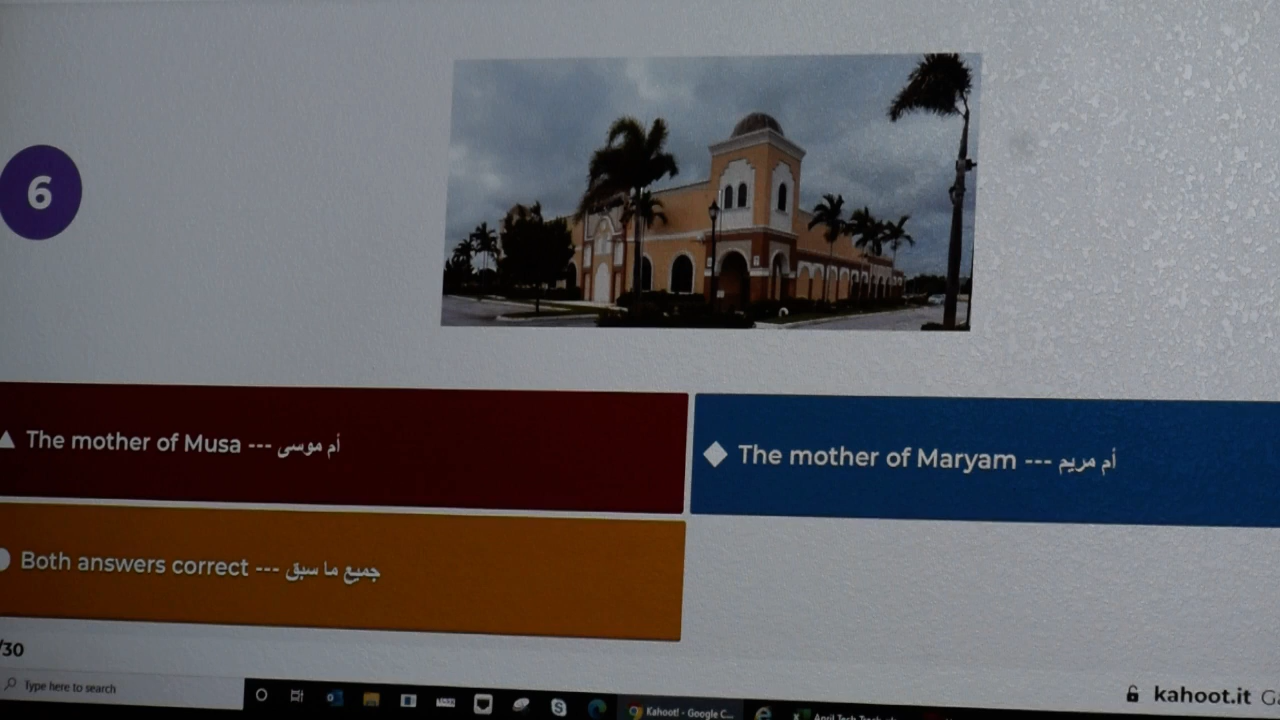 6
The mother of Musa --- أم موسى
The mother of Maryam --- أم مريم
Both answers correct --- جميع ما سبق
/30
Type here to search
kahoot.it
Kahoot! - Google C...